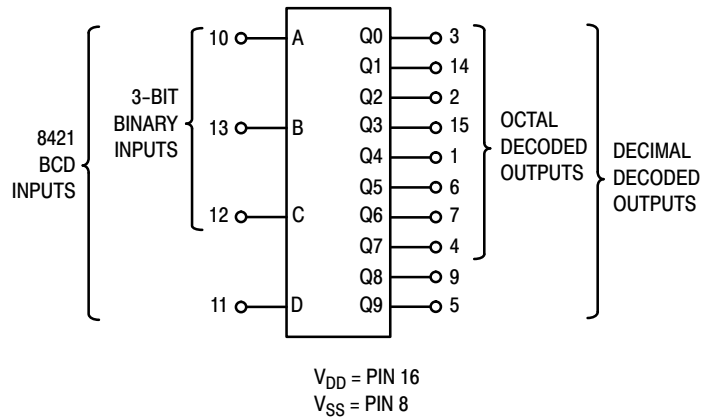 10 A Q0 3
Q1 14
3–BIT Q2 2
BINARY
INPUTS
13 B Q3 15
8421
BCD
INPUTS
Q4 1
OCTAL
DECODED
OUTPUTS
DECIMAL
DECODED
OUTPUTS
Q5 6
12 C Q6 7
Q7 4
Q8 9
11 D Q9 5
VDD = PIN 16
VSS = PIN 8